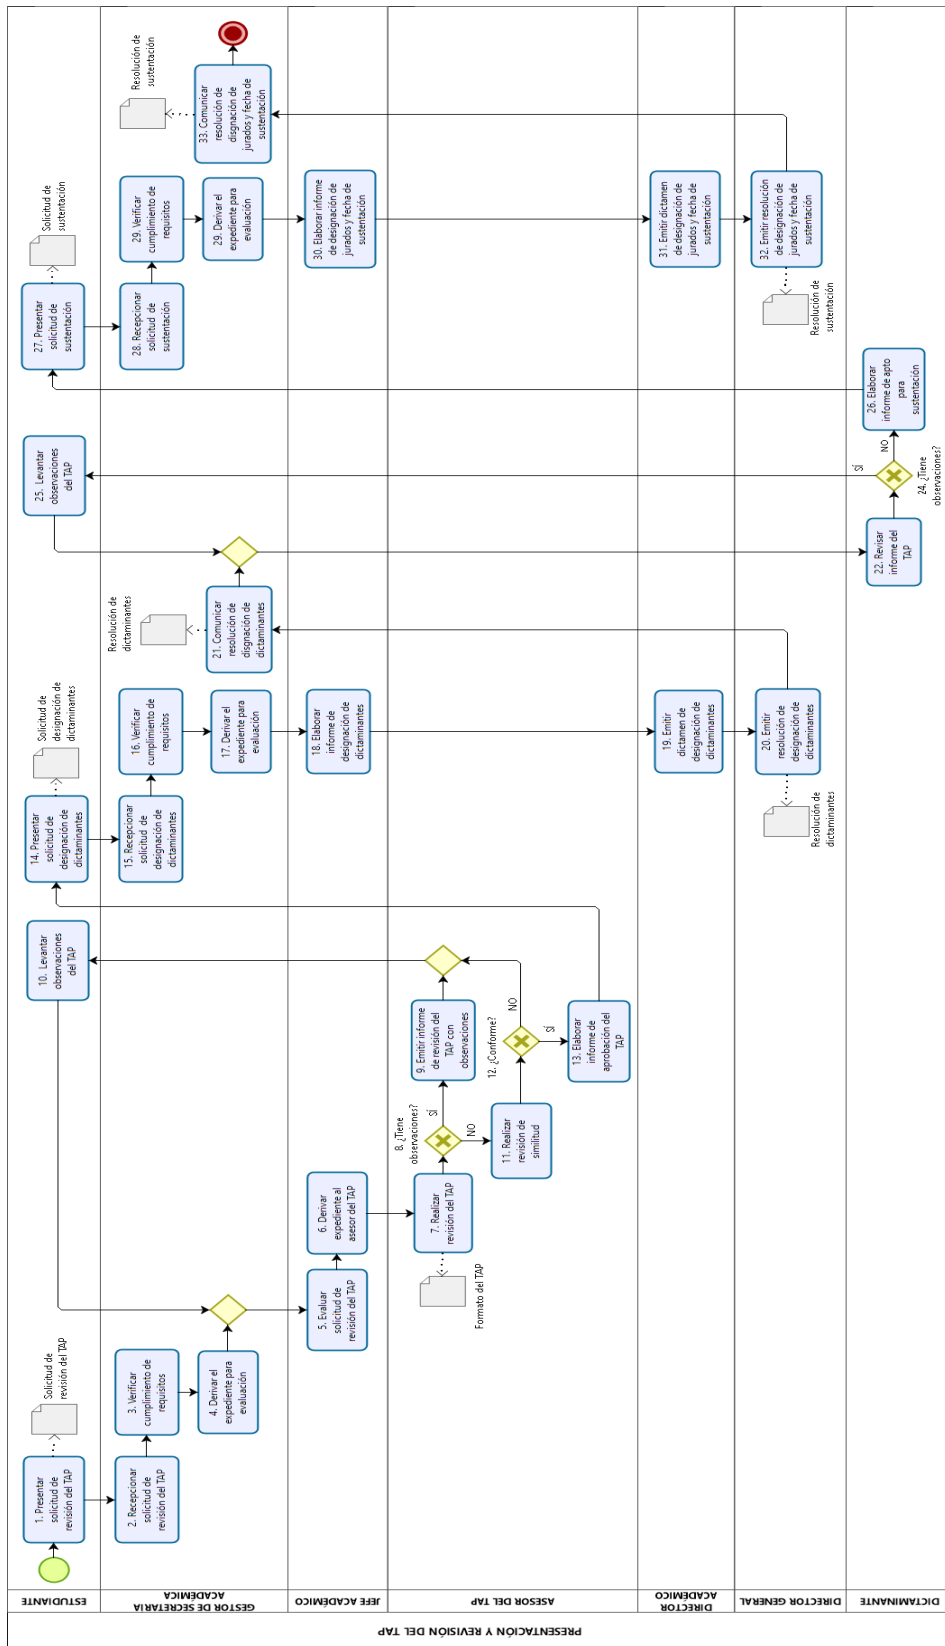 PRESENTACIÓN Y REVISIÓN DEL TAP
ESTUDIANTE
GESTOR DE SECRETARIA
ACADÉMICA
JEFE ACADÉMICO
ASESOR DEL TAP
DIRECTOR
ACADÉMICO
DIRECTOR GENERAL
DICTAMINANTE
1. Presentar
solicitud de
revisión del TAP
Solicitud de
revisión del TAP
2. Recepcionar
solicitud de
revisión del TAP
3. Verificar
cumplimiento de
requisitos
4. Derivar el
expediente para
evaluación
5. Evaluar
solicitud de
revisión del TAP
6. Derivar
expediente al
asesor del TAP
7. Realizar
revisión del TAP
Formato del TAP
8. ¿Tiene
observaciones?
SÍ
NO
9. Emitir informe
de revisión del
TAP con
observaciones
10. Levantar
observaciones
del TAP
11. Realizar
revisión de
similitud
12. ¿Conforme?
NO
SÍ
13. Elaborar
informe de
aprobación del
TAP
14. Presentar
solicitud de
designación de
dictaminantes
Solicitud de
designación de
dictaminantes
15. Recepcionar
solicitud de
designación de
dictaminantes
16. Verificar
cumplimiento de
requisitos
17. Derivar el
expediente para
evaluación
18. Elaborar
informe de
designación de
dictaminantes
19. Emitir
dictamen de
designación de
dictaminantes
20. Emitir
resolución de
designación de
dictaminantes
Resolución de
dictaminantes
21. Comunicar
resolución de
disgnación de
dictaminantes
Resolución de
dictaminantes
22. Revisar
informe del
TAP
24. ¿Tiene
observaciones?
SÍ
NO
25. Levantar
observaciones
del TAP
26. Elaborar
informe de apto
para
sustentación
27. Presentar
solicitud de
sustentación
Solicitud de
sustentación
28. Recepcionar
solicitud de
sustentación
29. Verificar
cumplimiento de
requisitos
29. Derivar el
expediente para
evaluación
30. Elaborar informe
de designación de
jurados y fecha de
sustentación
31. Emitir dictamen
de designación de
jurados y fecha de
sustentación
32. Emitir resolución
de designación de
jurados y fecha de
sustentación
Resolución de
sustentación
33. Comunicar
resolución de
disgnación de
jurados y fecha de
sustentación
Resolución de
sustentación